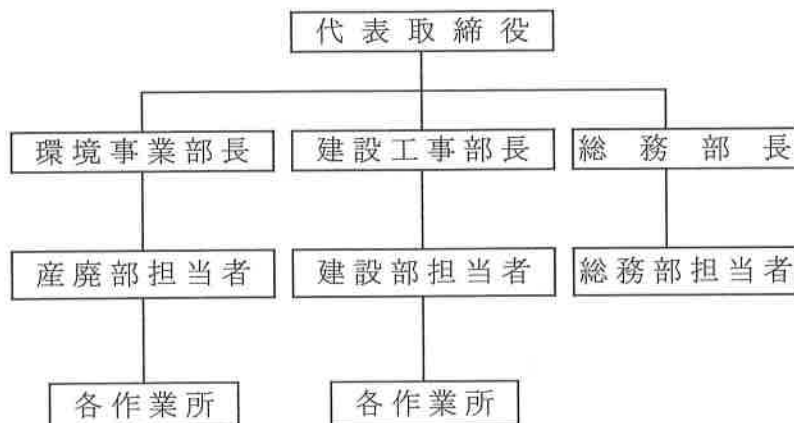 代表取締役
環境事業部長
建設工事部長
総務部長
産廃部担当者
建設部担当者
総務部担当者
各作業所
各作業所